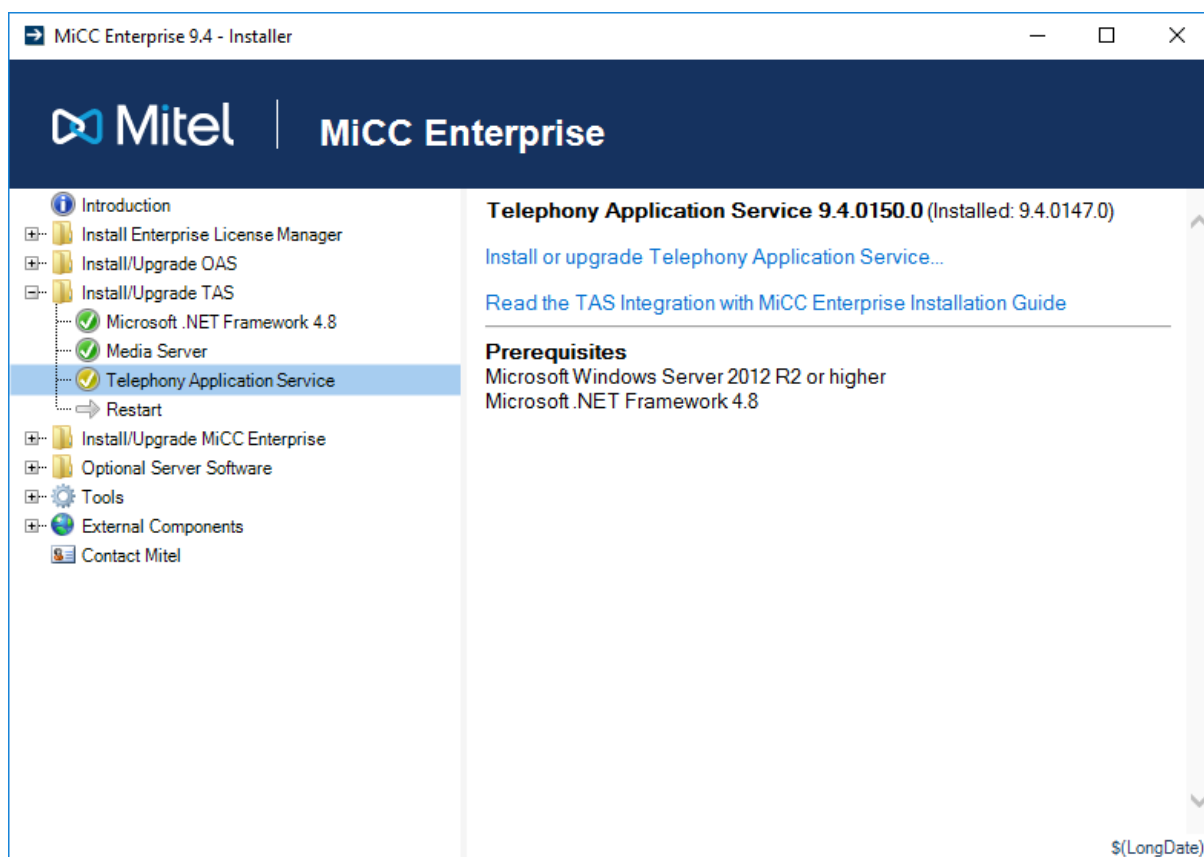 MiCC Enterprise 9.4 - Installer
Mitel
MiCC Enterprise
Introduction
Install Enterprise License Manager
Install/Upgrade OAS
Install/Upgrade TAS
Microsoft .NET Framework 4.8
Media Server
Telephony Application Service
Restart
Install/Upgrade MiCC Enterprise
Optional Server Software
Tools
External Components
Contact Mitel
Telephony Application Service 9.4.0150.0 (Installed: 9.4.0147.0)
Install or upgrade Telephony Application Service...
Read the TAS Integration with MiCC Enterprise Installation Guide
Prerequisites
Microsoft Windows Server 2012 R2 or higher
Microsoft .NET Framework 4.8
$(LongDate)